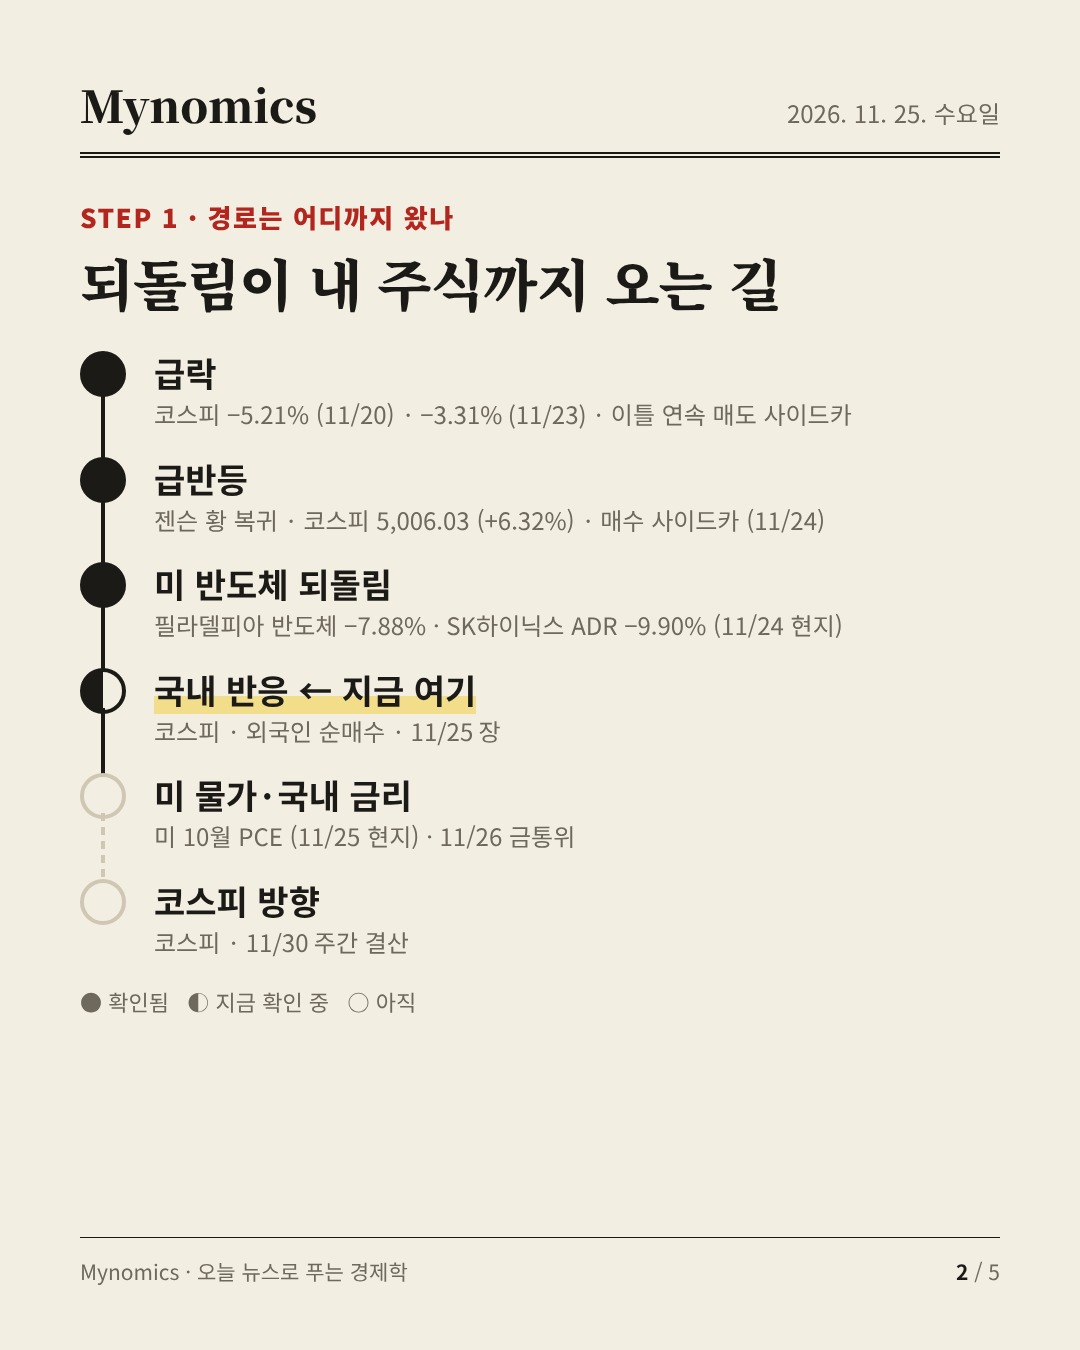 Mynomics
2026. 11. 25. 수요일
STEP 1 · 경로는 어디까지 왔나
되돌림이 내 주식까지 오는 길
급락
코스피 −5.21% (11/20) · −3.31% (11/23) · 이틀 연속 매도 사이드카
급반등
젠슨 황 복귀 · 코스피 5,006.03 (+6.32%) · 매수 사이드카 (11/24)
미 반도체 되돌림
필라델피아 반도체 −7.88% · SK하이닉스 ADR −9.90% (11/24 현지)
국내 반응 ← 지금 여기
코스피 · 외국인 순매수 · 11/25 장
미 물가·국내 금리
미 10월 PCE (11/25 현지) · 11/26 금통위
코스피 방향
코스피 · 11/30 주간 결산
● 확인됨 ◐ 지금 확인 중 ○ 아직
Mynomics · 오늘 뉴스로 푸는 경제학
2 / 5